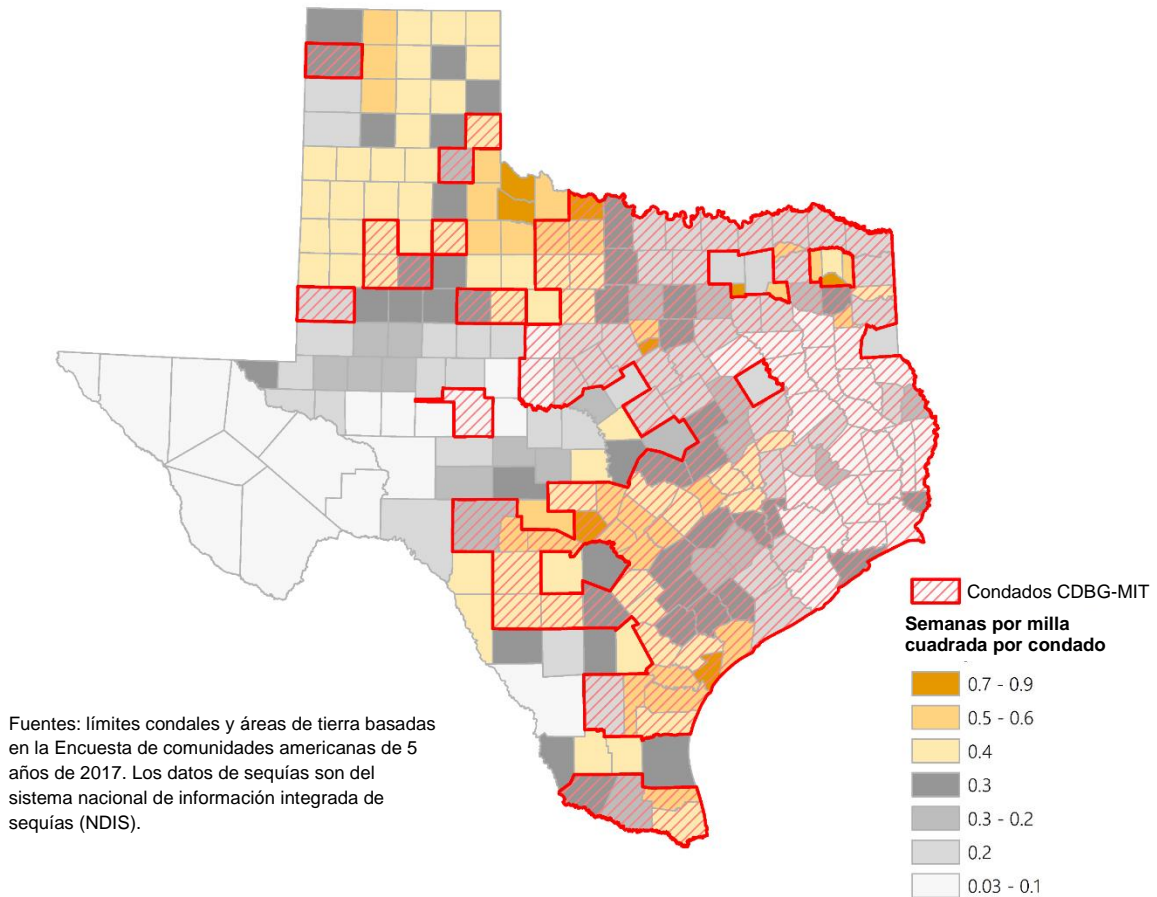 Condados CDBG-MIT
Semanas por milla
cuadrada por condado
0.7 - 0.9
0.5 - 0.6
0.4
0.3
0.3 - 0.2
0.2
0.03 - 0.1
Fuentes: límites condales y áreas de tierra basadas
en la Encuesta de comunidades americanas de 5
años de 2017. Los datos de sequías son del
sistema nacional de información integrada de
sequías (NDIS).